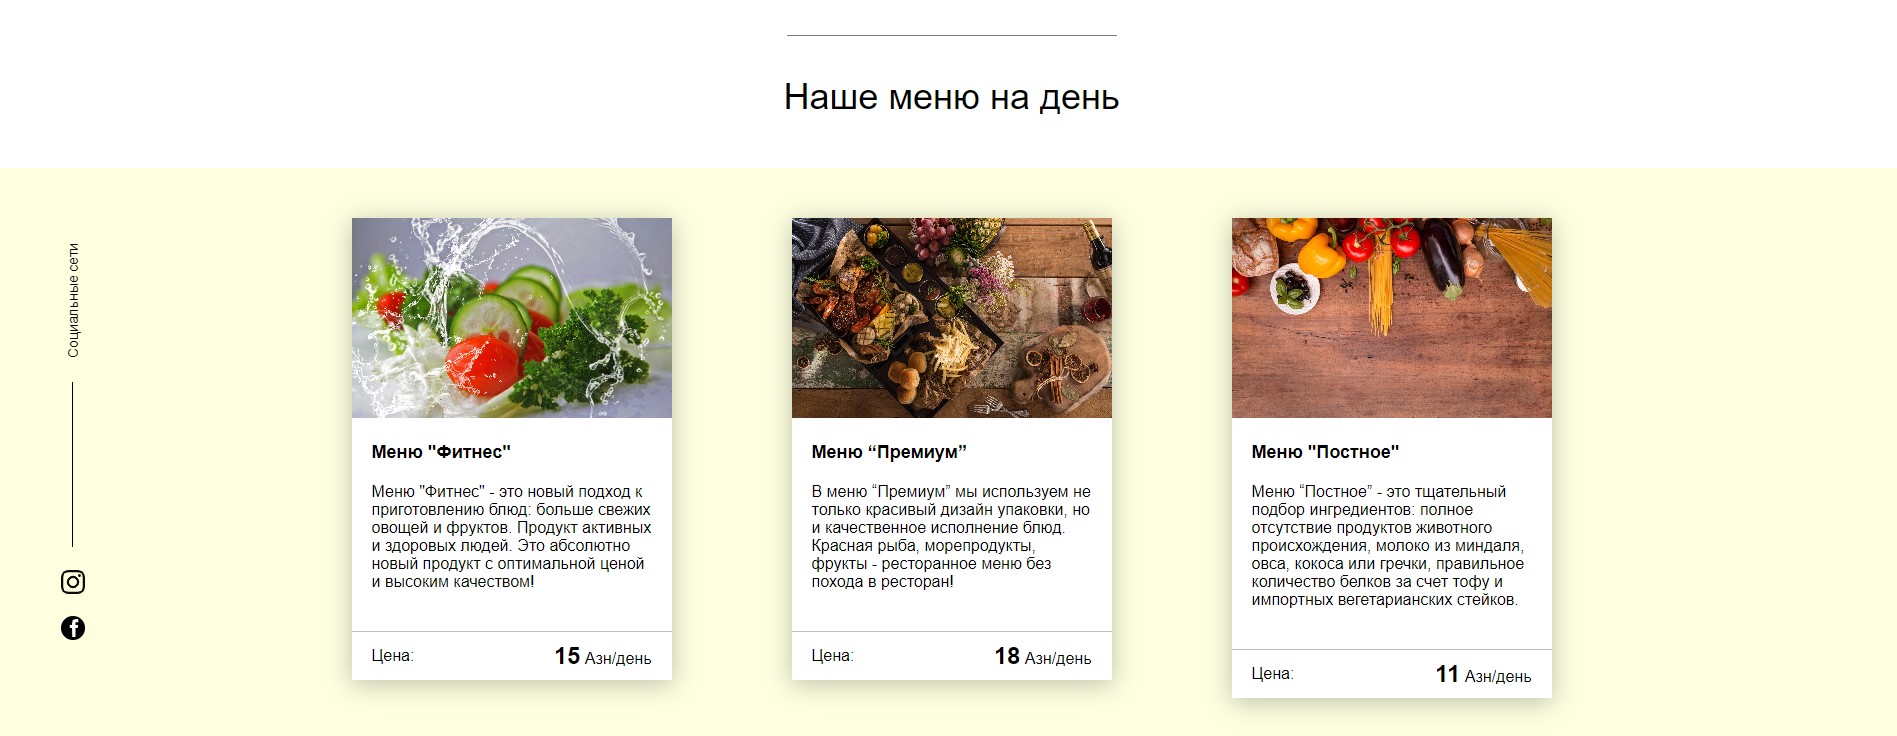 Наше меню на день
Социальные сети
Меню "Фитнес"
Меню "Фитнес" - это новый подход к
приготовлению блюд: больше свежих
овощей и фруктов. Продукт активных
и здоровых людей. Это абсолютно
новый продукт с оптимальной ценой
и высоким качеством!
Цена: 15 Азн/день
Меню “Премиум”
В меню “Премиум” мы используем не
только красивый дизайн упаковки, но
и качественное исполнение блюд.
Красная рыба, морепродукты,
фрукты - ресторанное меню без
похода в ресторан!
Цена: 18 Азн/день
Меню "Постное"
Меню “Постное” - это тщательный
подбор ингредиентов: полное
отсутствие продуктов животного
происхождения, молоко из миндаля,
овса, кокоса или гречки, правильное
количество белков за счет тофу и
импортных вегетарианских стейков.
Цена: 11 Азн/день